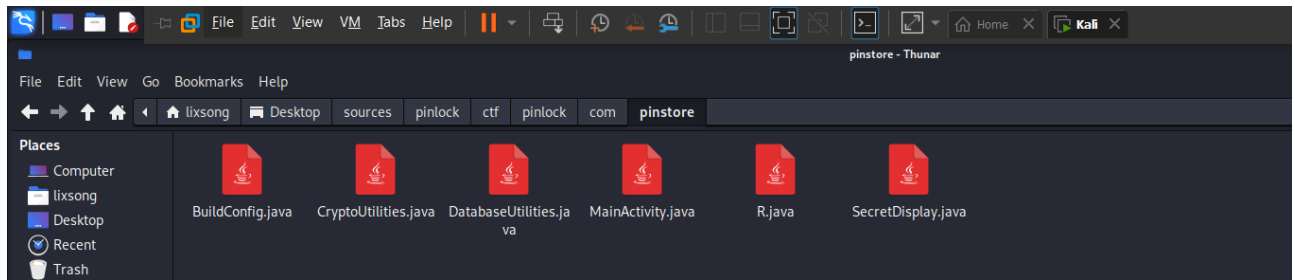 File Edit View VM Tabs Help Home Kali
pinstore - Thunar
File Edit View Go Bookmarks Help
lixsong Desktop sources pinlock ctf pinlock com pinstore
Places
Computer
lixsong
Desktop
Recent
Trash
BuildConfig.java CryptoUtilities.java DatabaseUtilities.ja MainActivity.java R.java SecretDisplay.java
va